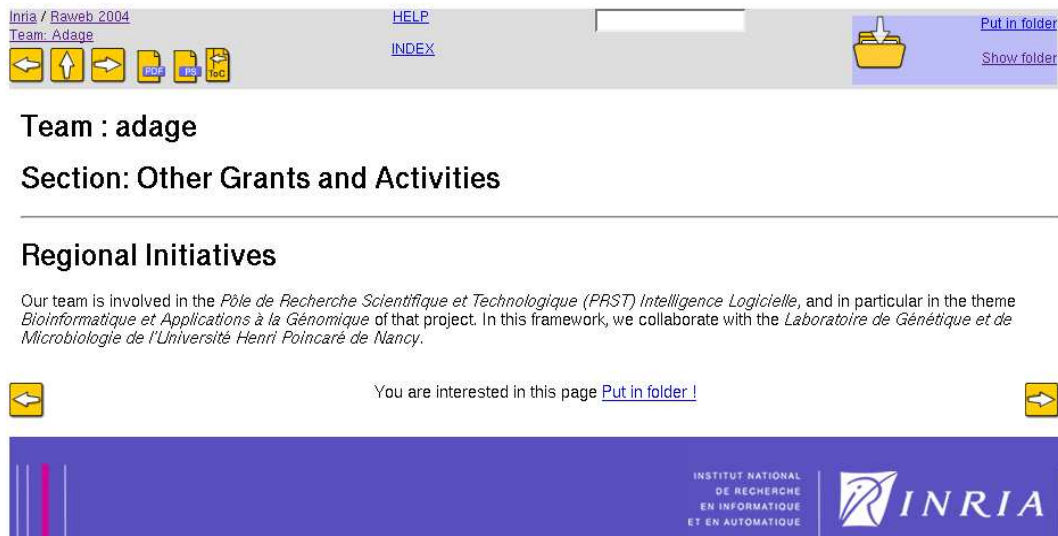 Inria / Raweb 2004
Team: Adage
HELP
INDEX
Put in folder
Show folder
PDF
PS
ToC
Team : adage
Section: Other Grants and Activities
Regional Initiatives
Our team is involved in the Pôle de Recherche Scientifique et Technologique (PRST) Intelligence Logicielle, and in particular in the theme
Bioinformatique et Applications à la Génomique of that project. In this framework, we collaborate with the Laboratoire de Génétique et de
Microbiologie de l'Université Henri Poincaré de Nancy.
You are interested in this page Put in folder !
INSTITUT NATIONAL
DE RECHERCHE
EN INFORMATIQUE
ET EN AUTOMATIQUE
INRIA